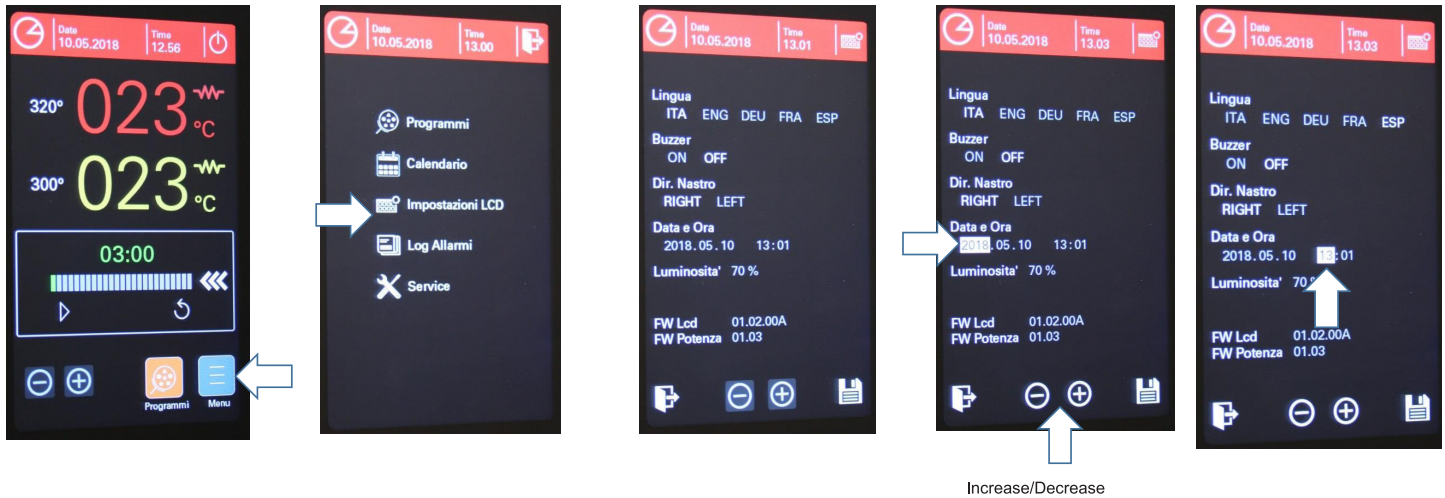 Date
10.05.2018
Time
12.56
320° 023 °C
300° 023 °C
03:00
Programmi
Menu
Date
10.05.2018
Time
13.00
Programmi
Calendario
Impostazioni LCD
Log Allarmi
Service
Date
10.05.2018
Time
13.01
Lingua
ITA ENG DEU FRA ESP
Buzzer
ON OFF
Dir. Nastro
RIGHT LEFT
Data e Ora
2018.05.10 13:01
Luminosita' 70 %
FW Lcd 01.02.00A
FW Potenza 01.03
Date
10.05.2018
Time
13.03
Lingua
ITA ENG DEU FRA ESP
Buzzer
ON OFF
Dir. Nastro
RIGHT LEFT
Data e Ora
2018.05.10 13:01
Luminosita' 70 %
FW Lcd 01.02.00A
FW Potenza 01.03
Increase/Decrease
Date
10.05.2018
Time
13.03
Lingua
ITA ENG DEU FRA ESP
Buzzer
ON OFF
Dir. Nastro
RIGHT LEFT
Data e Ora
2018.05.10 13:01
Luminosita' 70
FW Lcd 01.02.00A
FW Potenza 01.03